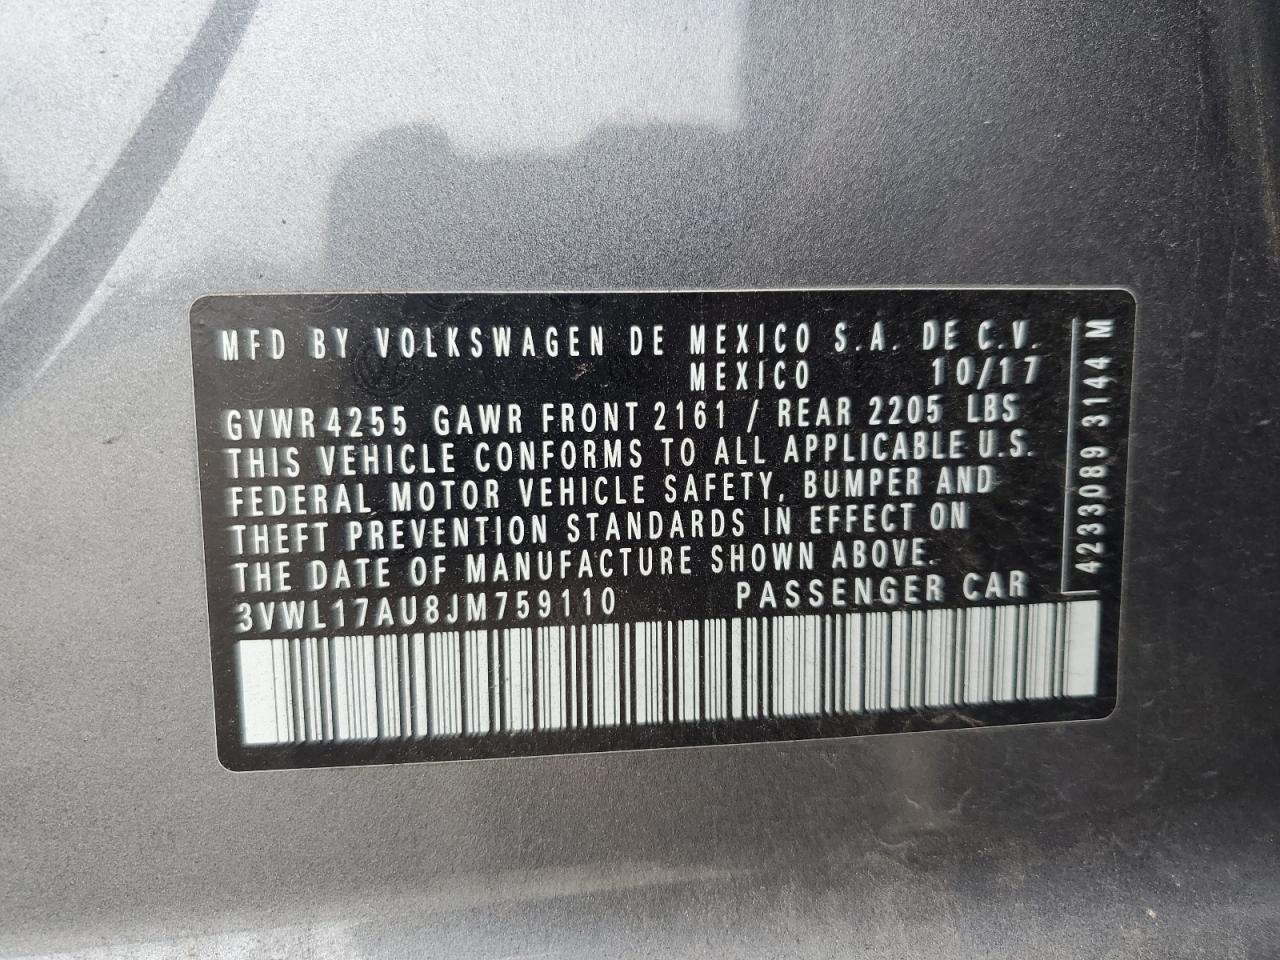 MFD BY VOLKSWAGEN DE MEXICO S.A. DE C.V.
MEXICO 10/17
GVWR 4255 GAWR FRONT 2161 / REAR 2205 LBS
THIS VEHICLE CONFORMS TO ALL APPLICABLE U.S.
FEDERAL MOTOR VEHICLE SAFETY, BUMPER AND
THEFT PREVENTION STANDARDS IN EFFECT ON
THE DATE OF MANUFACTURE SHOWN ABOVE.
3VWL17AU8JM759110 PASSENGER CAR
4233089 3144 M